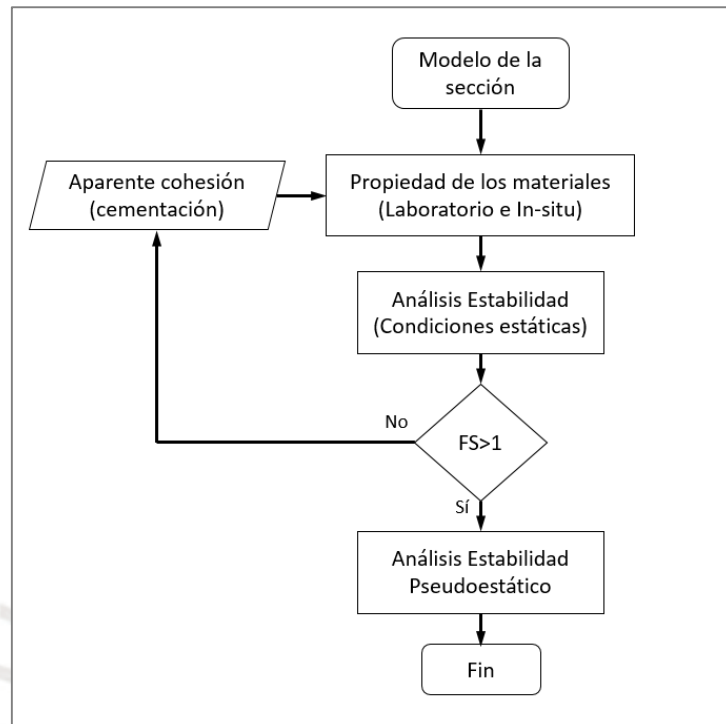 Modelo de la
sección
Aparente cohesión
(cementación)
Propiedad de los materiales
(Laboratorio e In-situ)
Análisis Estabilidad
(Condiciones estáticas)
No
FS>1
Sí
Análisis Estabilidad
Pseudoestático
Fin